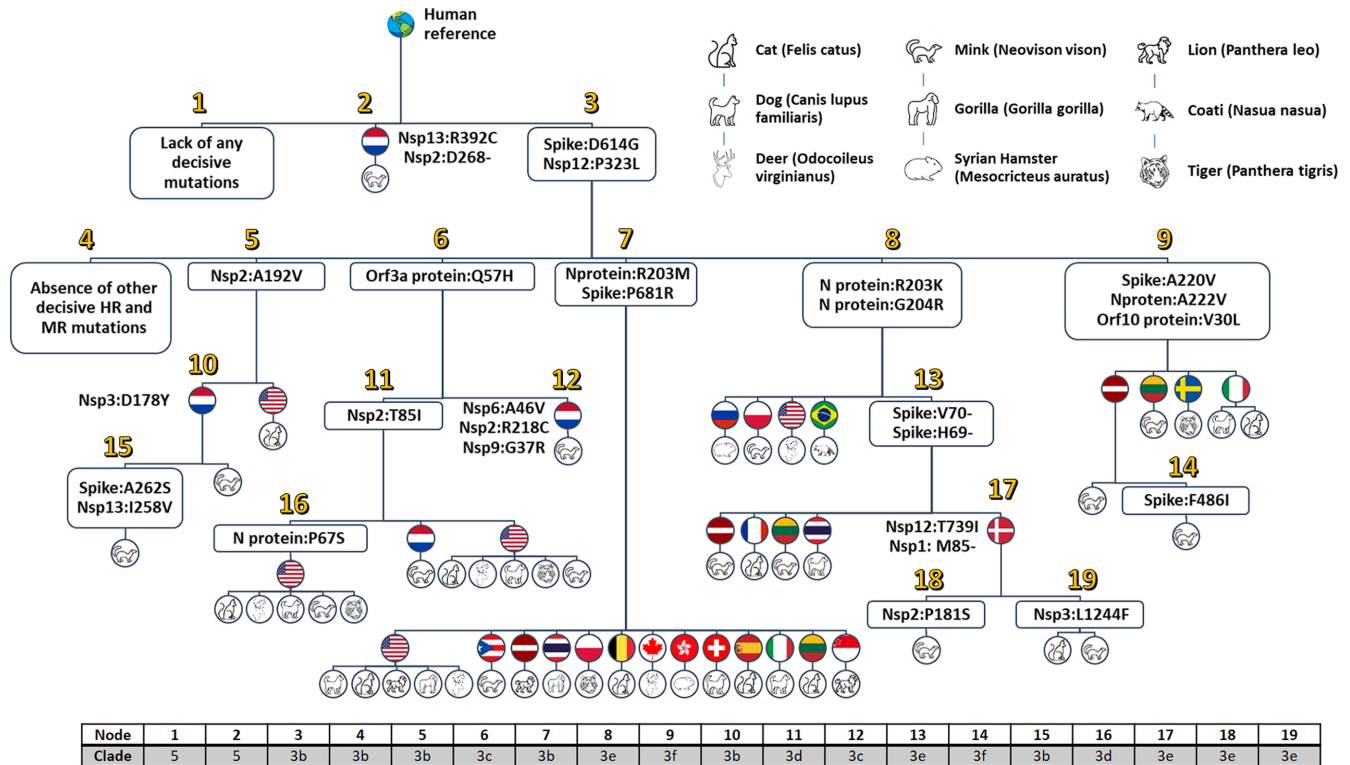 Human
reference
Cat (Felis catus)
Mink (Neovison vison)
Lion (Panthera leo)
Dog (Canis lupus
familiaris)
Gorilla (Gorilla gorilla)
Coati (Nasua nasua)
Deer (Odocoileus
virginianus)
Syrian Hamster
(Mesocricteus auratus)
Tiger (Panthera tigris)
1
2
3
Lack of any
decisive
mutations
Nsp13:R392C
Nsp2:D268-
Spike:D614G
Nsp12:P323L
4
5
6
7
8
9
Absence of other
decisive HR and
MR mutations
Nsp2:A192V
Orf3a protein:Q57H
Nprotein:R203M
Spike:P681R
N protein:R203K
N protein:G204R
Spike:A220V
Nproten:A222V
Orf10 protein:V30L
10
Nsp3:D178Y
11
Nsp2:T85I
12
Nsp6:A46V
Nsp2:R218C
Nsp9:G37R
13
Spike:V70-
Spike:H69-
14
Spike:F486I
15
Spike:A262S
Nsp13:I258V
16
N protein:P67S
17
Nsp12:T739I
Nsp1: M85-
18
Nsp2:P181S
19
Nsp3:L1244F
Node 1 2 3 4 5 6 7 8 9 10 11 12 13 14 15 16 17 18 19
Clade 5 5 3b 3b 3b 3c 3b 3e 3f 3b 3d 3c 3e 3f 3b 3d 3e 3e 3e